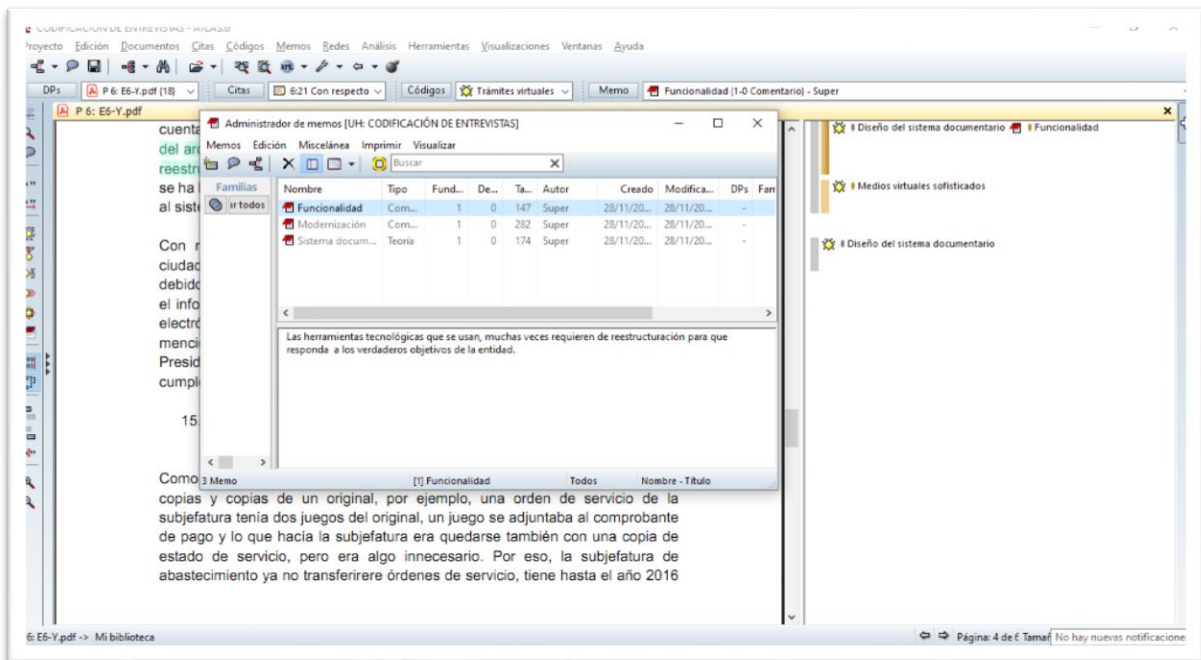 CODIFICACIÓN DE ENTREVISTAS - ATLAS.ti
Proyecto Edición Documentos Citas Códigos Memos Redes Análisis Herramientas Visualizaciones Ventanas Ayuda
DPs P 6: E6-Y.pdf {18} Citas 6:21 Con respecto Códigos Trámites virtuales Memo Funcionalidad {1-0 Comentario} - Super
P 6: E6-Y.pdf
cuenta
del ar
reestr
se ha
al siste
Con r
ciudad
debido
el info
electró
menci
Presid
cumpl
15.
Como
copias y copias de un original, por ejemplo, una orden de servicio de la
subjefatura tenía dos juegos del original, un juego se adjuntaba al comprobante
de pago y lo que hacía la subjefatura era quedarse también con una copia de
estado de servicio, pero era algo innecesario. Por eso, la subjefatura de
abastecimiento ya no transferirere órdenes de servicio, tiene hasta el año 2016
Administrador de memos [UH: CODIFICACIÓN DE ENTREVISTAS]
Memos Edición Miscelánea Imprimir Visualizar
Buscar
Familias
ır todos
Nombre Tipo Fund... De... Ta... Autor Creado Modifica... DPs Fam
Funcionalidad Com... 1 0 147 Super 28/11/20... 28/11/20... -
Modernización Com... 1 0 282 Super 28/11/20... 28/11/20... -
Sistema docum... Teoría 1 0 174 Super 28/11/20... 28/11/20... -
Las herramientas tecnológicas que se usan, muchas veces requieren de reestructuración para que
responda a los verdaderos objetivos de la entidad.
3 Memo [1] Funcionalidad Todos Nombre - Título
Diseño del sistema documentario Funcionalidad
Medios virtuales sofisticados
Diseño del sistema documentario
6: E6-Y.pdf -> Mi biblioteca
Página: 4 de 6 Tamañ No hay nuevas notificacione